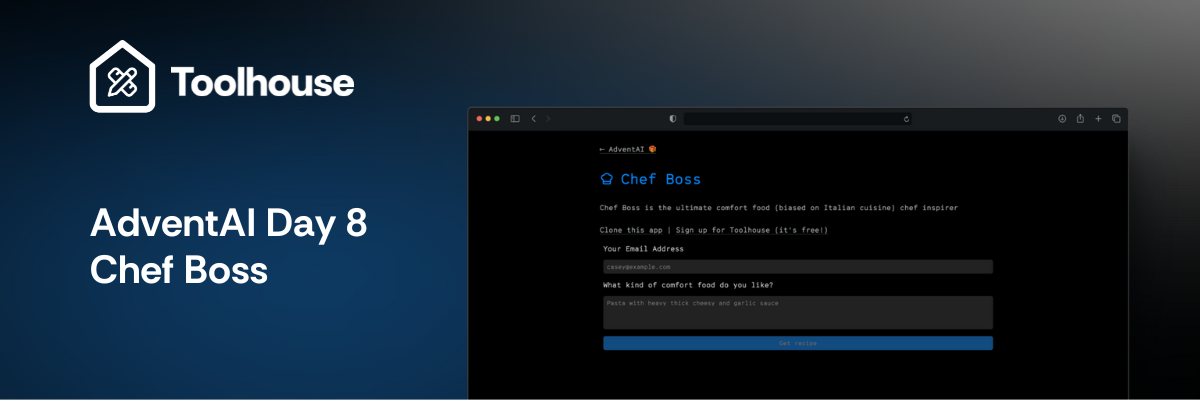 Toolhouse
AdventAI Day 8
Chef Boss
← AdventAI
Chef Boss
Chef Boss is the ultimate comfort food (biased on Italian cuisine) chef inspirer
Clone this app | Sign up for Toolhouse (it's free!)
Your Email Address
casey@example.com
What kind of comfort food do you like?
Pasta with heavy thick cheesy and garlic sauce
Get recipe